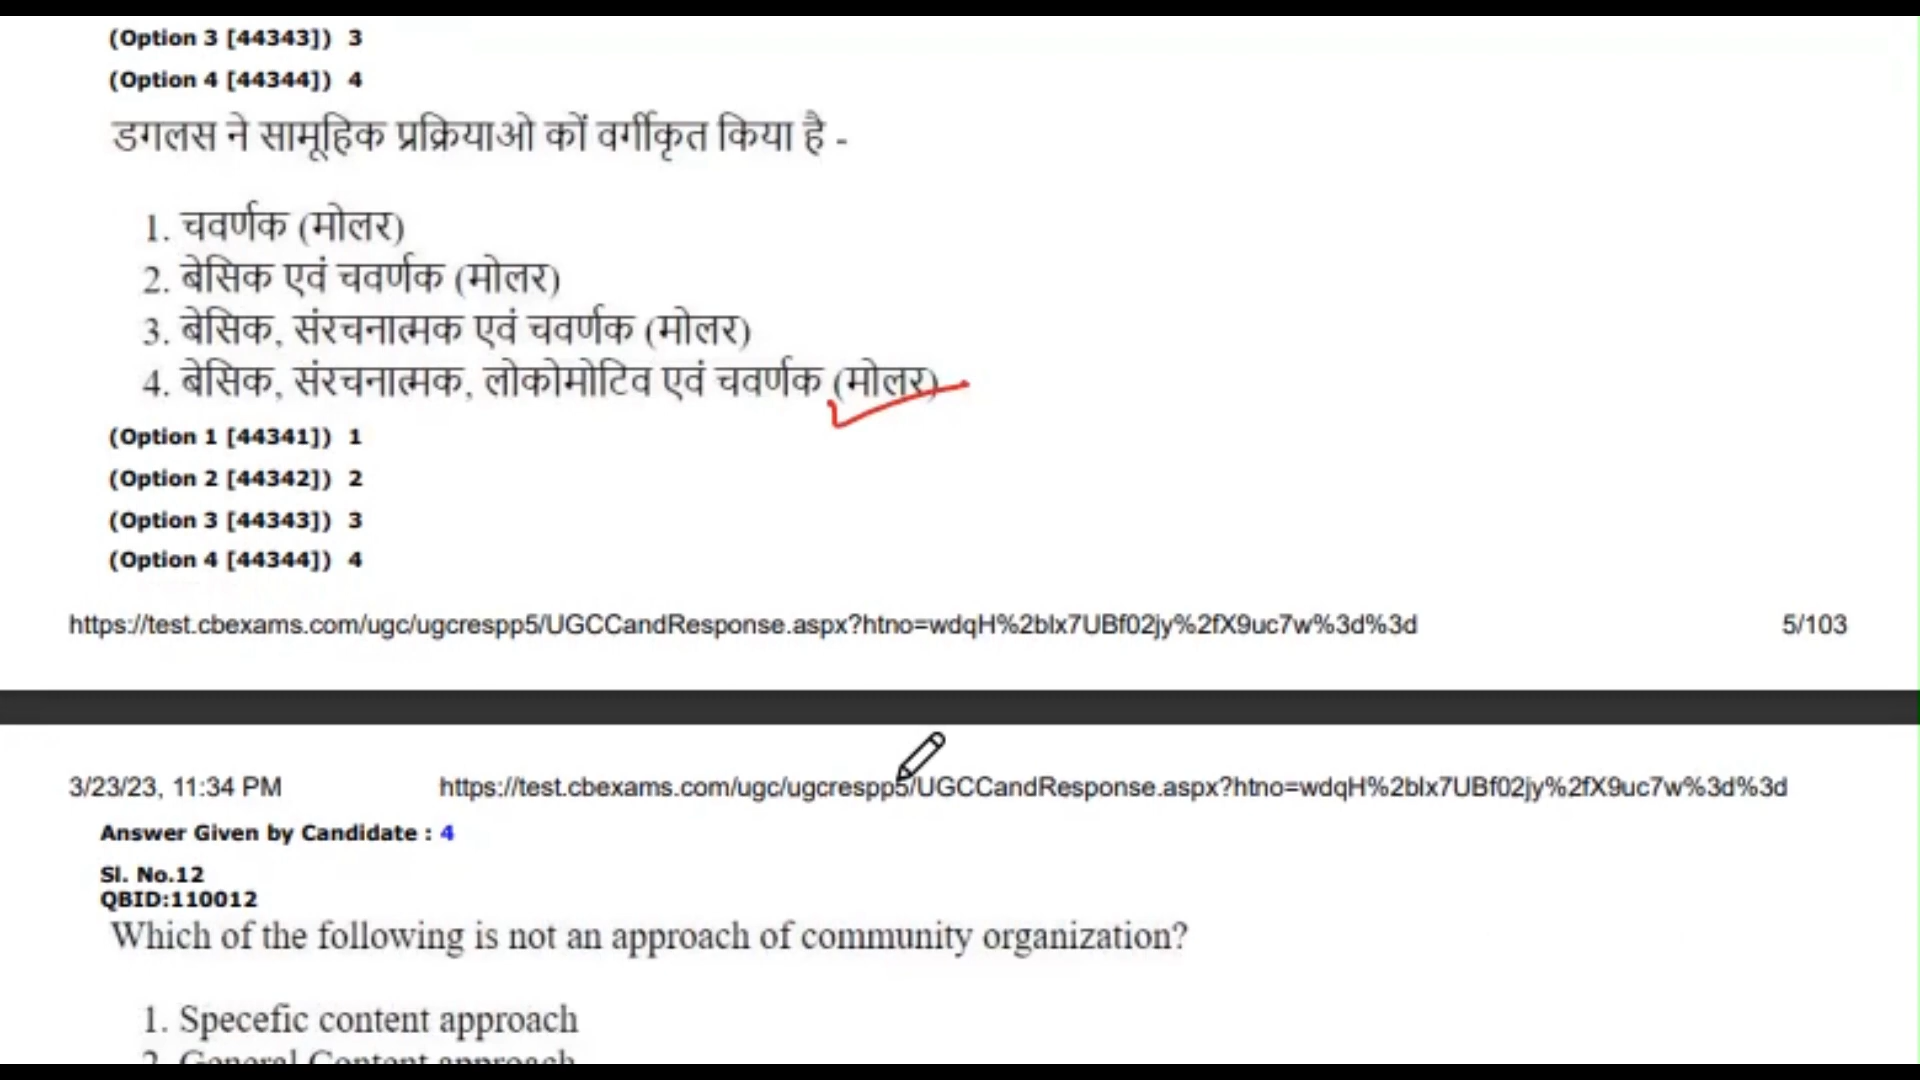 (Option 3 [44343]) 3
(Option 4 [44344]) 4
डगलस ने सामूहिक प्रक्रियाओ कों वर्गीकृत किया है -
1. चवर्णक (मोलर)
2. बेसिक एवं चवर्णक (मोलर)
3. बेसिक, संरचनात्मक एवं चवर्णक (मोलर)
4. बेसिक, संरचनात्मक, लोकोमोटिव एवं चवर्णक (मोलर)
(Option 1 [44341]) 1
(Option 2 [44342]) 2
(Option 3 [44343]) 3
(Option 4 [44344]) 4
https://test.cbexams.com/ugc/ugcrespp5/UGCCandResponse.aspx?htno=wdqH%2blx7UBf02jy%2fX9uc7w%3d%3d 5/103
3/23/23, 11:34 PM https://test.cbexams.com/ugc/ugcrespp5/UGCCandResponse.aspx?htno=wdqH%2blx7UBf02jy%2fX9uc7w%3d%3d
Answer Given by Candidate : 4
Sl. No.12
QBID:110012
Which of the following is not an approach of community organization?
1. Specefic content approach
2. General Content approach